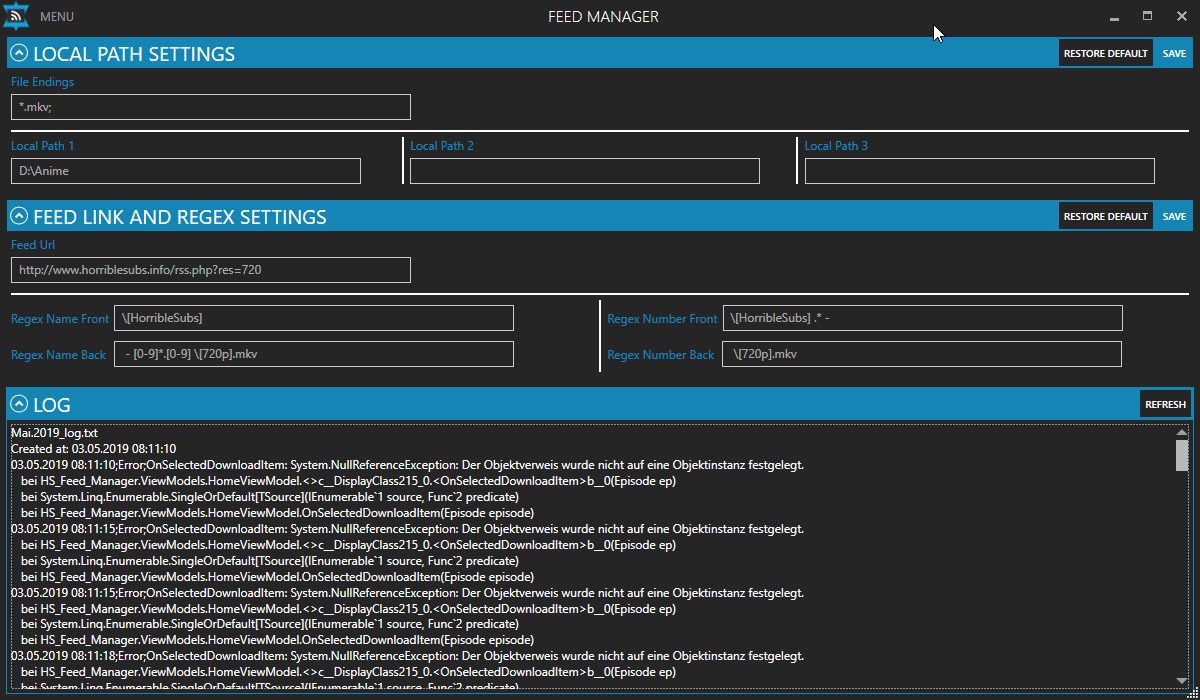 MENU
FEED MANAGER
LOCAL PATH SETTINGS
RESTORE DEFAULT
SAVE
File Endings
*.mkv;
Local Path 1
Local Path 2
Local Path 3
D:\Anime
FEED LINK AND REGEX SETTINGS
RESTORE DEFAULT
SAVE
Feed Url
http://www.horriblesubs.info/rss.php?res=720
Regex Name Front
\[HorribleSubs]
Regex Number Front
\[HorribleSubs] .* -
Regex Name Back
- [0-9]*.[0-9] \[720p].mkv
Regex Number Back
\[720p].mkv
LOG
REFRESH
Mai.2019_log.txt
Created at: 03.05.2019 08:11:10
03.05.2019 08:11:10;Error;OnSelectedDownloadItem: System.NullReferenceException: Der Objektverweis wurde nicht auf eine Objektinstanz festgelegt.
bei HS_Feed_Manager.ViewModels.HomeViewModel.<>c__DisplayClass215_0.<OnSelectedDownloadItem>b__0(Episode ep)
bei System.Linq.Enumerable.SingleOrDefault[TSource](IEnumerable`1 source, Func`2 predicate)
bei HS_Feed_Manager.ViewModels.HomeViewModel.OnSelectedDownloadItem(Episode episode)
03.05.2019 08:11:15;Error;OnSelectedDownloadItem: System.NullReferenceException: Der Objektverweis wurde nicht auf eine Objektinstanz festgelegt.
bei HS_Feed_Manager.ViewModels.HomeViewModel.<>c__DisplayClass215_0.<OnSelectedDownloadItem>b__0(Episode ep)
bei System.Linq.Enumerable.SingleOrDefault[TSource](IEnumerable`1 source, Func`2 predicate)
bei HS_Feed_Manager.ViewModels.HomeViewModel.OnSelectedDownloadItem(Episode episode)
03.05.2019 08:11:15;Error;OnSelectedDownloadItem: System.NullReferenceException: Der Objektverweis wurde nicht auf eine Objektinstanz festgelegt.
bei HS_Feed_Manager.ViewModels.HomeViewModel.<>c__DisplayClass215_0.<OnSelectedDownloadItem>b__0(Episode ep)
bei System.Linq.Enumerable.SingleOrDefault[TSource](IEnumerable`1 source, Func`2 predicate)
bei HS_Feed_Manager.ViewModels.HomeViewModel.OnSelectedDownloadItem(Episode episode)
03.05.2019 08:11:18;Error;OnSelectedDownloadItem: System.NullReferenceException: Der Objektverweis wurde nicht auf eine Objektinstanz festgelegt.
bei HS_Feed_Manager.ViewModels.HomeViewModel.<>c__DisplayClass215_0.<OnSelectedDownloadItem>b__0(Episode ep)
bei System.Linq.Enumerable.SingleOrDefault[TSource](IEnumerable`1 source, Func`2 predicate)